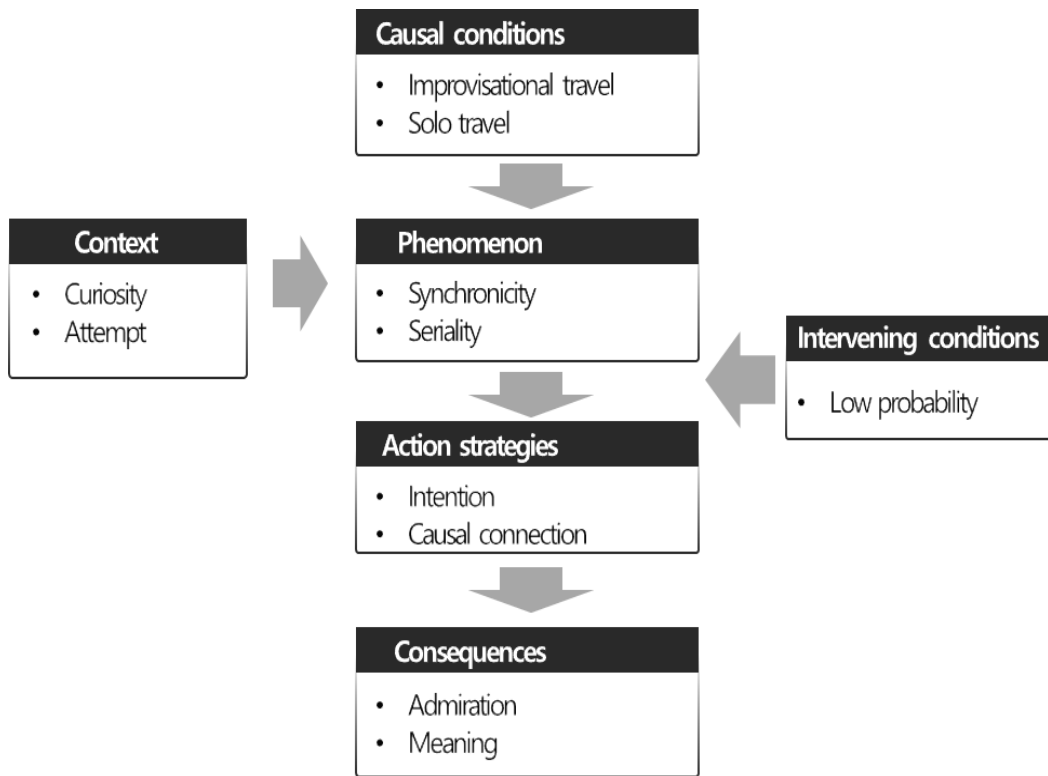 Causal conditions
• Improvisational travel
• Solo travel
Context
• Curiosity
• Attempt
Phenomenon
• Synchronicity
• Seriality
Intervening conditions
• Low probability
Action strategies
• Intention
• Causal connection
Consequences
• Admiration
• Meaning